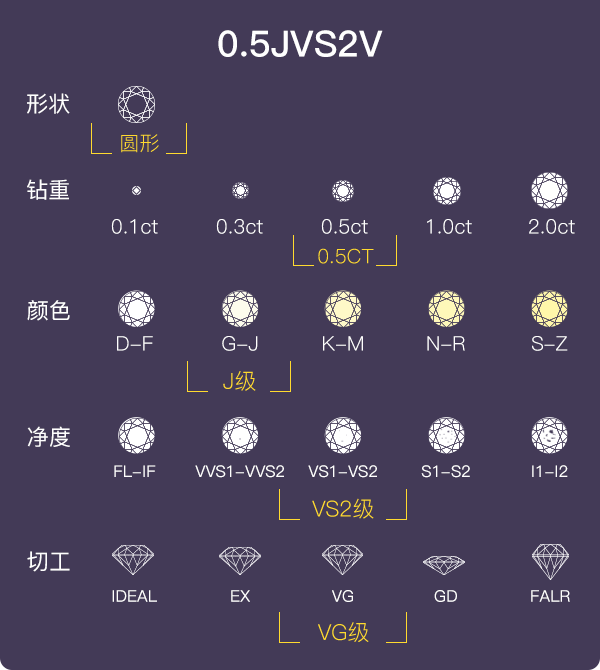 0.5JVS2V
形状
圆形
钻重
0.1ct 0.3ct 0.5ct 1.0ct 2.0ct
0.5CT
颜色
D-F G-J K-M N-R S-Z
J级
净度
FL-IF VVS1-VVS2 VS1-VS2 S1-S2 I1-I2
VS2级
切工
IDEAL EX VG GD FALR
VG级